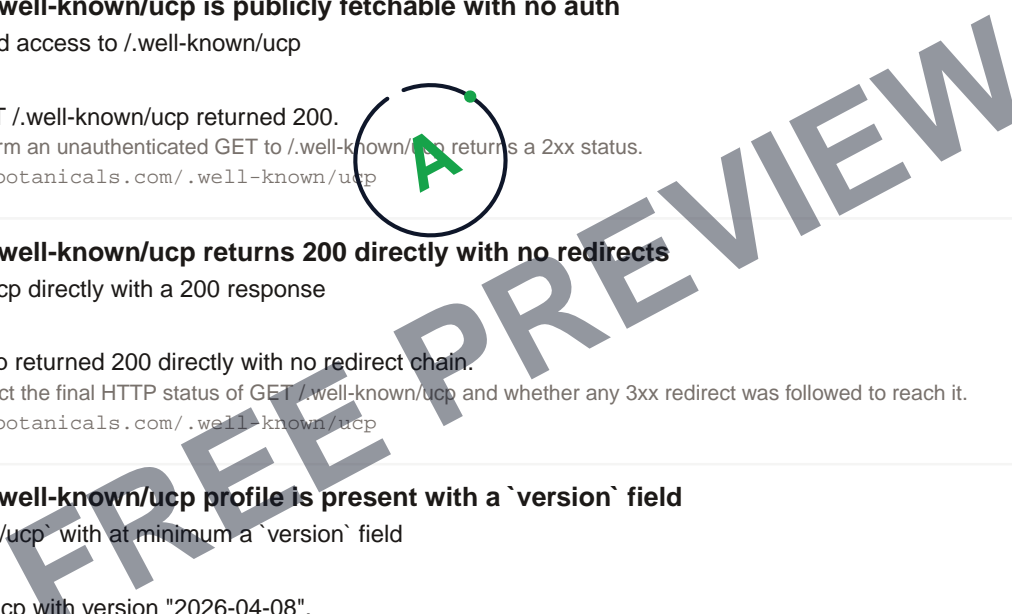 well-known/ucp is publicly fetchable with no auth
access to /.well-known/ucp
/.well-known/ucp returned 200.
an unauthenticated GET to /.well-known/ucp returns a 2xx status.
botanicals.com/.well-known/ucp
A
well-known/ucp returns 200 directly with no redirects
directly with a 200 response
returned 200 directly with no redirect chain.
the final HTTP status of GET /.well-known/ucp and whether any 3xx redirect was followed to reach it.
botanicals.com/.well-known/ucp
FREE PREVIEW
well-known/ucp profile is present with a `version` field
/ucp` with at minimum a `version` field
with version "2026-04-08".